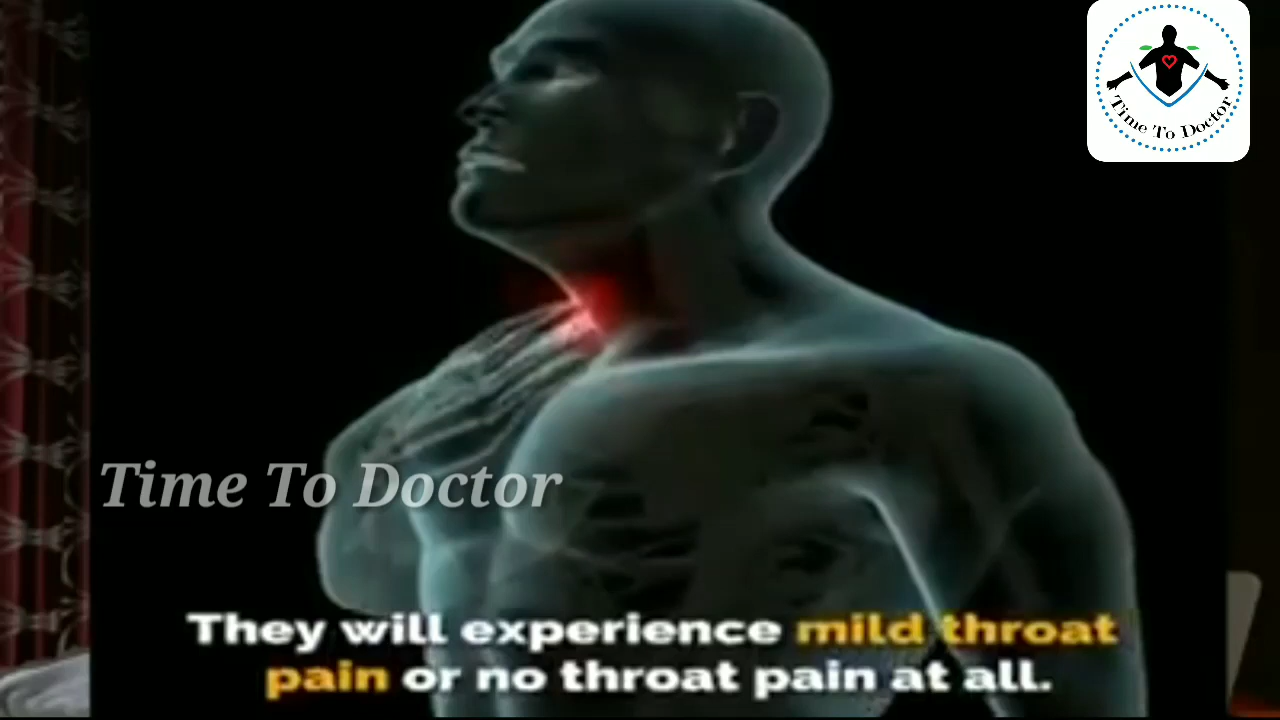 Time To Doctor
Time To Doctor
They will experience mild throat
pain or no throat pain at all.